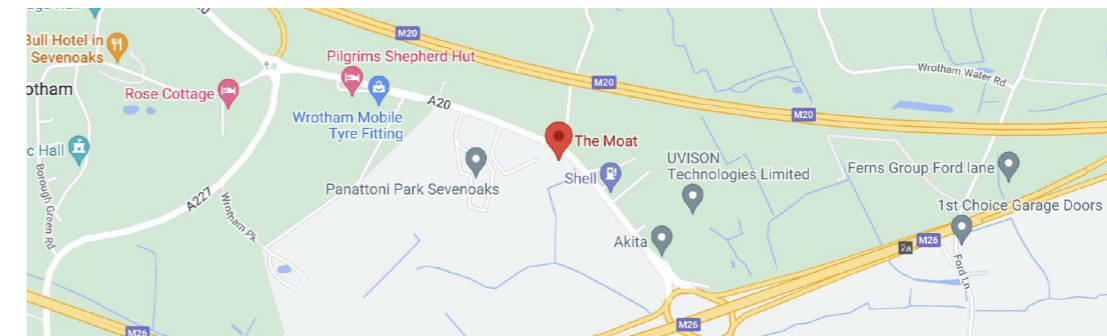 M20
Bull Hotel in
Sevenoaks
Pilgrims Shepherd Hut
M20
Wrotham Water Rd
otham
Rose Cottage
A20
M20
Wrotham Mobile
Tyre Fitting
The Moat
c Hall
UVISON
Technologies Limited
Ferns Group Ford lane
Borough Green Rd
Panattoni Park Sevenoaks
Shell
A227
Wrotham Pk
1st Choice Garage Doors
Akita
2a
M26
Ford Ln
M26
M26